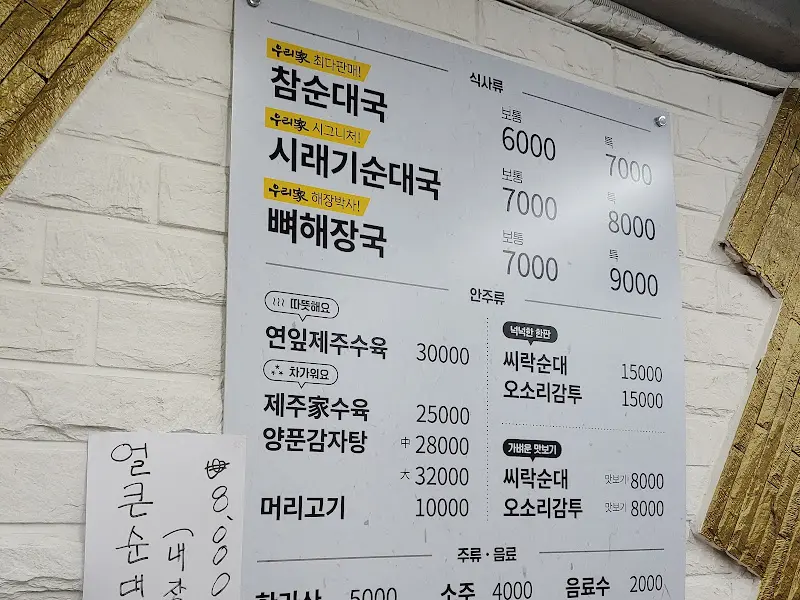 식사류
우리家 최다판매!
참순대국 보통 6000 특 7000
우리家 시그니처!
시래기순대국 보통 7000 특 8000
우리家 해장박사!
뼈해장국 보통 7000 특 9000
안주류
따뜻해요
연잎제주수육 30000
차가워요
제주家수육 25000
양푼감자탕 中 28000
大 32000
머리고기 10000
넉넉한 한판
씨락순대 15000
오소리감투 15000
가벼운 맛보기
씨락순대 맛보기 8000
오소리감투 맛보기 8000
주류·음료
한라산 5000 소주 4000 음료수 2000
얼큰순대
(내장
8,000